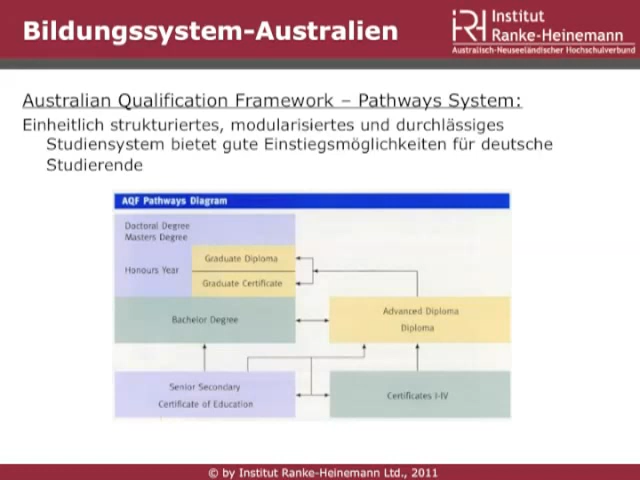 Bildungssystem-Australien
iRH Institut
Ranke-Heinemann
Australisch-Neuseeländischer Hochschulverbund
Australian Qualification Framework – Pathways System:
Einheitlich strukturiertes, modularisiertes und durchlässiges
Studiensystem bietet gute Einstiegsmöglichkeiten für deutsche
Studierende
AQF Pathways Diagram
Doctoral Degree
Masters Degree
Graduate Diploma
Honours Year
Graduate Certificate
Bachelor Degree
Advanced Diploma
Diploma
Senior Secondary
Certificate of Education
Certificates I-IV
© by Institut Ranke-Heinemann Ltd., 2011